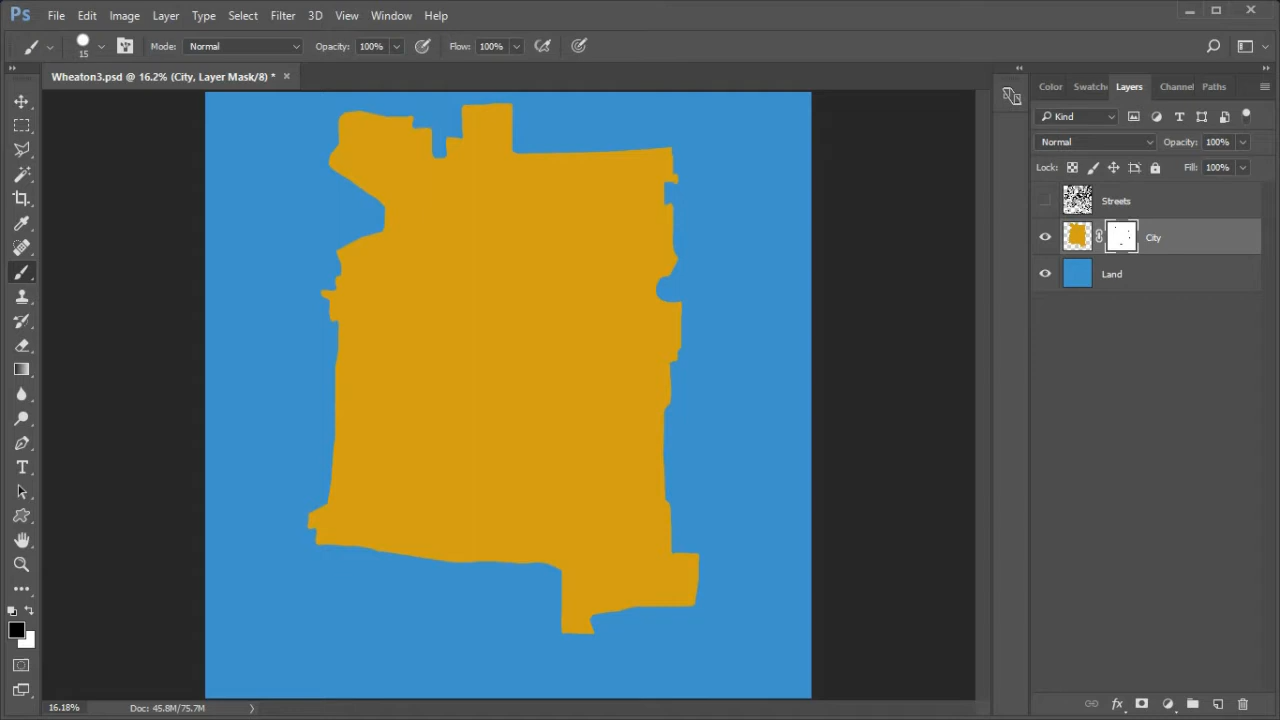 Ps File Edit Image Layer Type Select Filter 3D View Window Help
15 Mode: Normal Opacity: 100% Flow: 100%
Wheaton3.psd @ 16.2% (City, Layer Mask/8) * ×
Color Swatche Layers Channel Paths
Kind
Normal Opacity: 100%
Lock: Fill: 100%
Streets
City
Land
16.18% Doc: 45.8M/75.7M